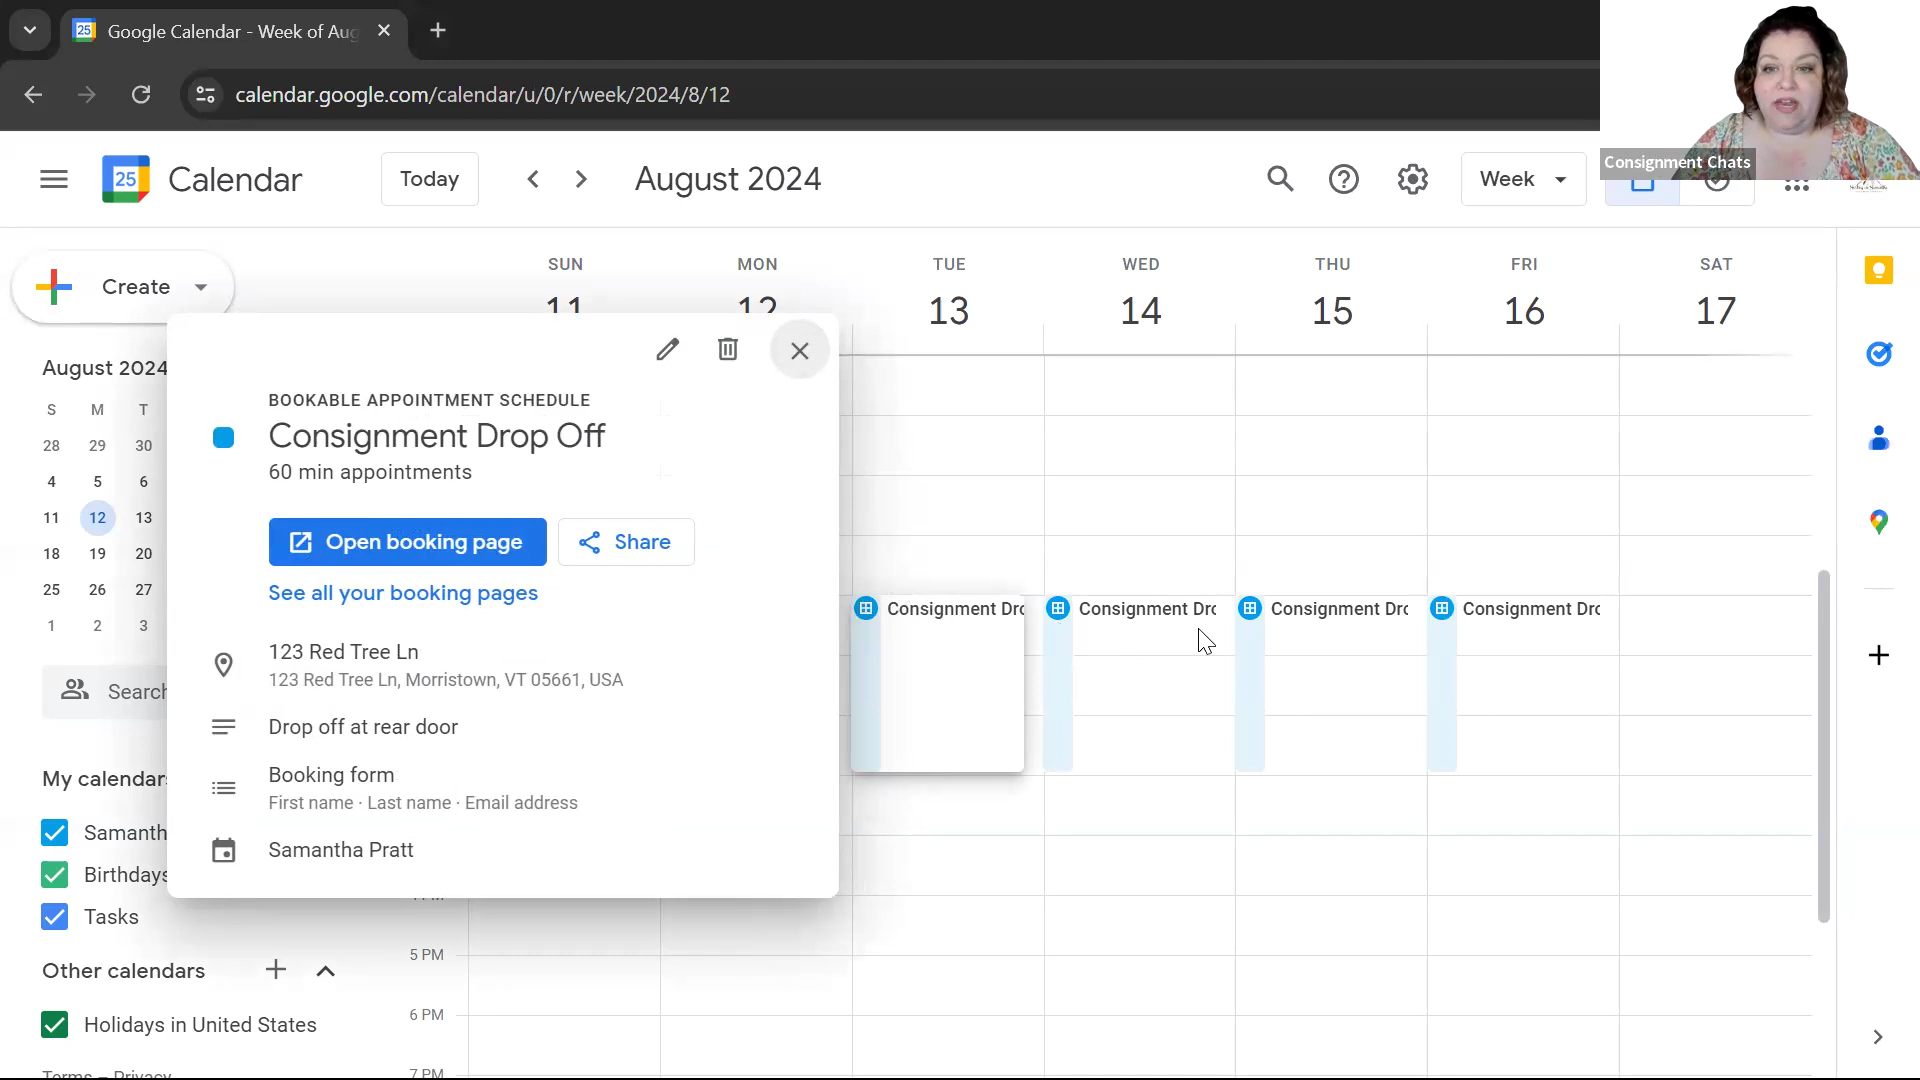 Google Calendar - Week of Aug
calendar.google.com/calendar/u/0/r/week/2024/8/12
Consignment Chats
25 Calendar
Today
August 2024
Week
Create
SUN MON TUE WED THU FRI SAT
11 12 13 14 15 16 17
August 2024
S M T
28 29 30
4 5 6
11 12 13
18 19 20
25 26 27
1 2 3
Search
My calendars
Samanth
Birthdays
Tasks
Other calendars
Holidays in United States
Terms – Privacy
BOOKABLE APPOINTMENT SCHEDULE
Consignment Drop Off
60 min appointments
Open booking page
Share
See all your booking pages
123 Red Tree Ln
123 Red Tree Ln, Morristown, VT 05661, USA
Drop off at rear door
Booking form
First name · Last name · Email address
Samantha Pratt
Consignment Dro
Consignment Dro
Consignment Dro
Consignment Dro
5 PM
6 PM
7 PM